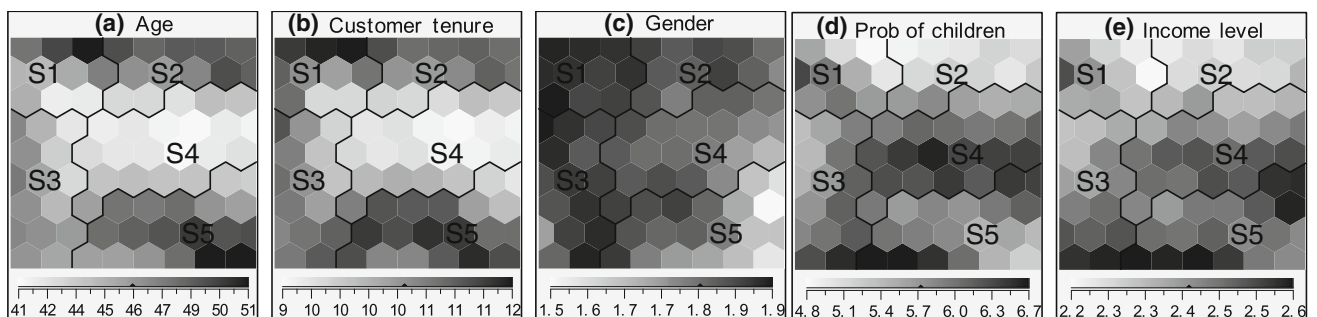 (a) Age
S1 S2
S4
S3
S5
41 42 44 45 46 47 49 50 51
(b) Customer tenure
S1 S2
S4
S3
S5
9 10 10 10 10 11 11 11 12
(c) Gender
S1 S2
S4
S3
S5
1.5 1.6 1.6 1.7 1.7 1.8 1.9 1.9
(d) Prob of children
S1 S2
S4
S3
S5
4.8 5.1 5.4 5.7 6.0 6.3 6.7
(e) Income level
S1 S2
S4
S3
S5
2.2 2.3 2.3 2.4 2.5 2.5 2.6